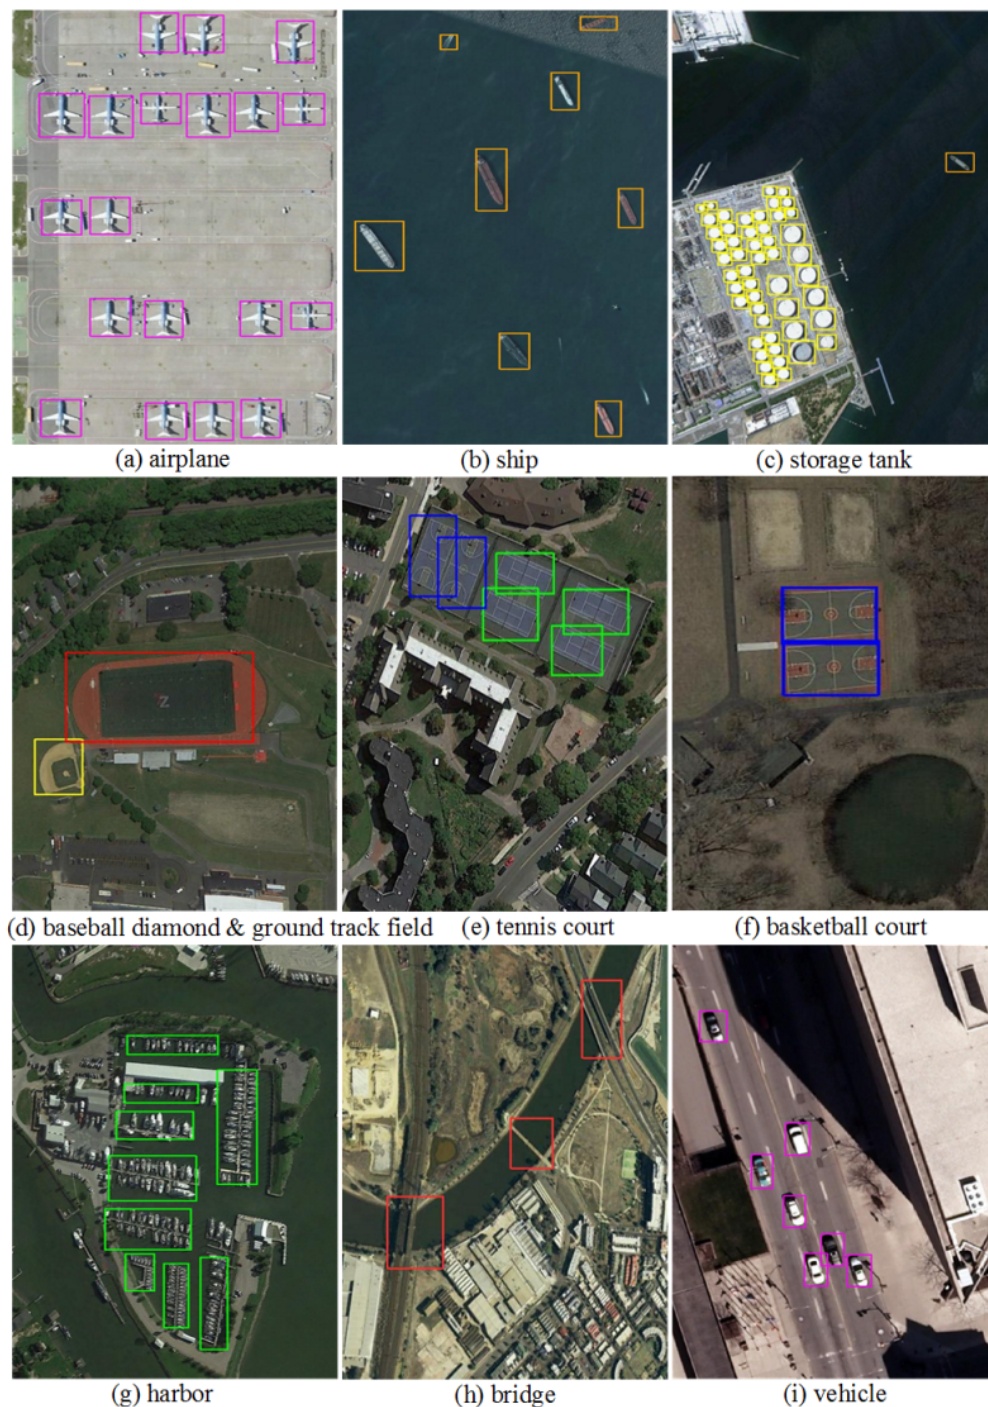 (a) airplane
(b) ship
(c) storage tank
(d) baseball diamond & ground track field
(e) tennis court
(f) basketball court
(g) harbor
(h) bridge
(i) vehicle